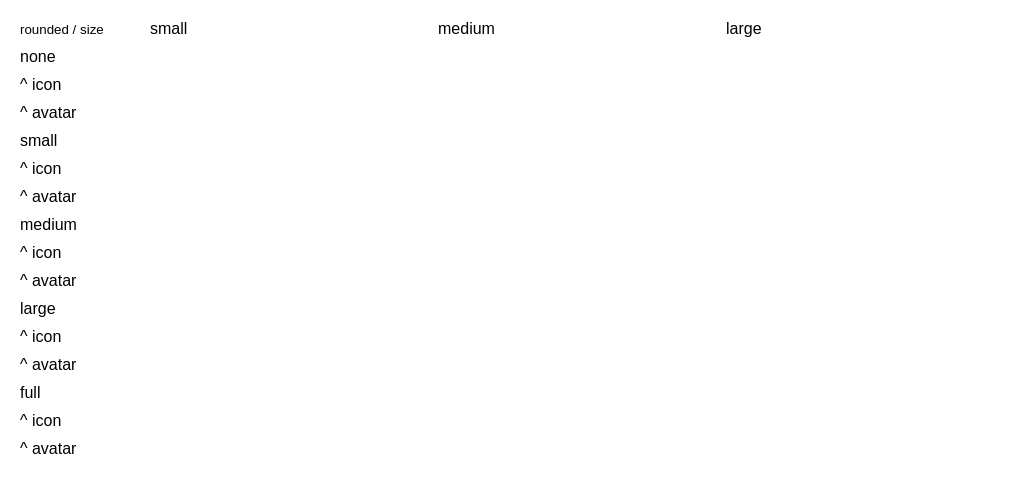 rounded / size small medium large
none
^ icon
^ avatar
small
^ icon
^ avatar
medium
^ icon
^ avatar
large
^ icon
^ avatar
full
^ icon
^ avatar